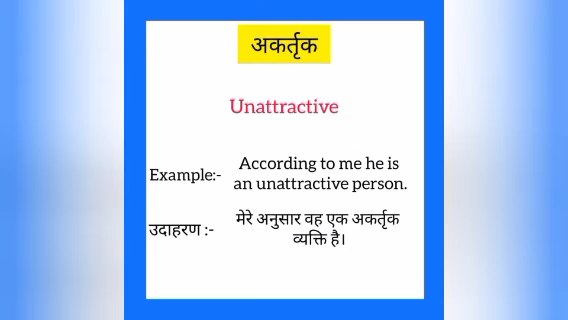 अकर्तृक
Unattractive
Example:- According to me he is
an unattractive person.
उदाहरण :- मेरे अनुसार वह एक अकर्तृक
व्यक्ति है।